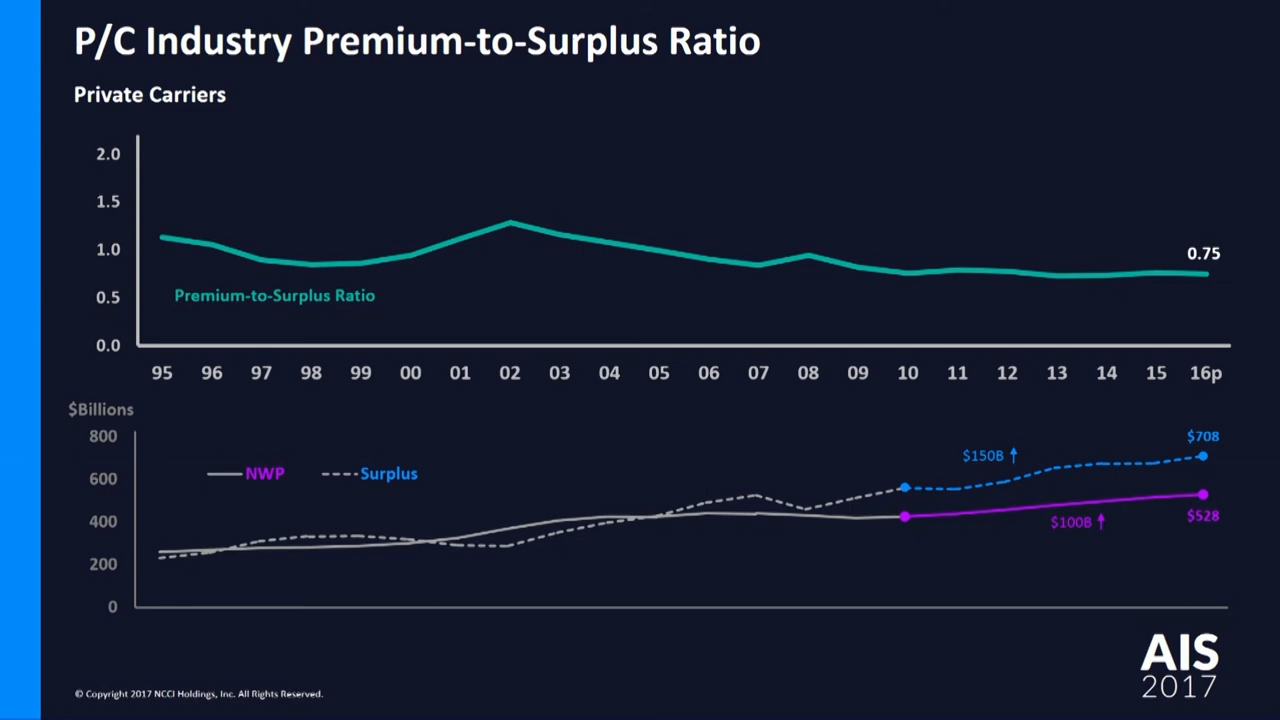 P/C Industry Premium-to-Surplus Ratio
Private Carriers
2.0
1.5
1.0
0.5
0.0
0.75
Premium-to-Surplus Ratio
95 96 97 98 99 00 01 02 03 04 05 06 07 08 09 10 11 12 13 14 15 16p
$Billions
800
600
400
200
0
NWP Surplus
$150B
$708
$100B
$528
AIS
2017
© Copyright 2017 NCCI Holdings, Inc. All Rights Reserved.